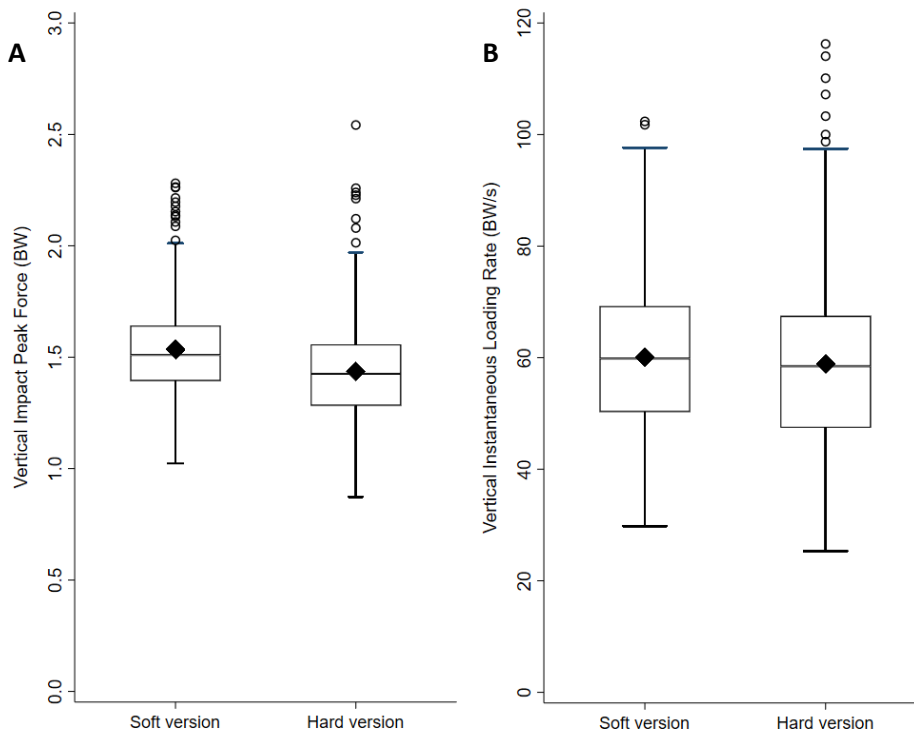 A
Vertical Impact Peak Force (BW)
3.0
2.5
2.0
1.5
1.0
0.5
0.0
Soft version
Hard version
B
Vertical Instantaneous Loading Rate (BW/s)
120
100
80
60
40
20
0
Soft version
Hard version